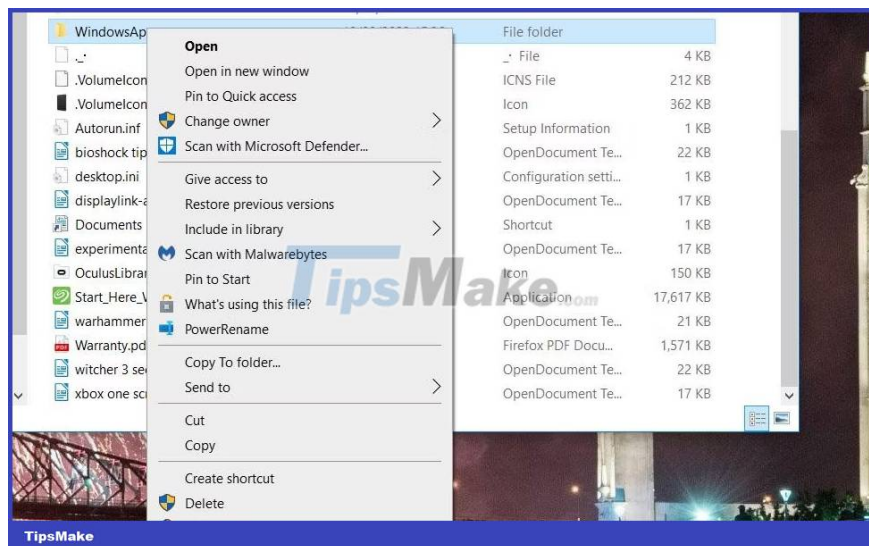 WindowsAp File folder
._. _. File 4 KB
.VolumeIcon ICNS File 212 KB
.VolumeIcon Icon 362 KB
Autorun.inf Setup Information 1 KB
bioshock tip OpenDocument Te... 22 KB
desktop.ini Configuration setti... 1 KB
displaylink-a OpenDocument Te... 17 KB
Documents Shortcut 1 KB
experimenta OpenDocument Te... 17 KB
OculusLibrar Icon 150 KB
Start_Here_W Application 17,617 KB
warhammer OpenDocument Te... 21 KB
Warranty.pd Firefox PDF Docu... 1,571 KB
witcher 3 se OpenDocument Te... 22 KB
xbox one sc OpenDocument Te... 17 KB
Open
Open in new window
Pin to Quick access
Change owner
Scan with Microsoft Defender...
Give access to
Restore previous versions
Include in library
Scan with Malwarebytes
Pin to Start
What's using this file?
PowerRename
Copy To folder...
Send to
Cut
Copy
Create shortcut
Delete
TipsMake.com
TipsMake